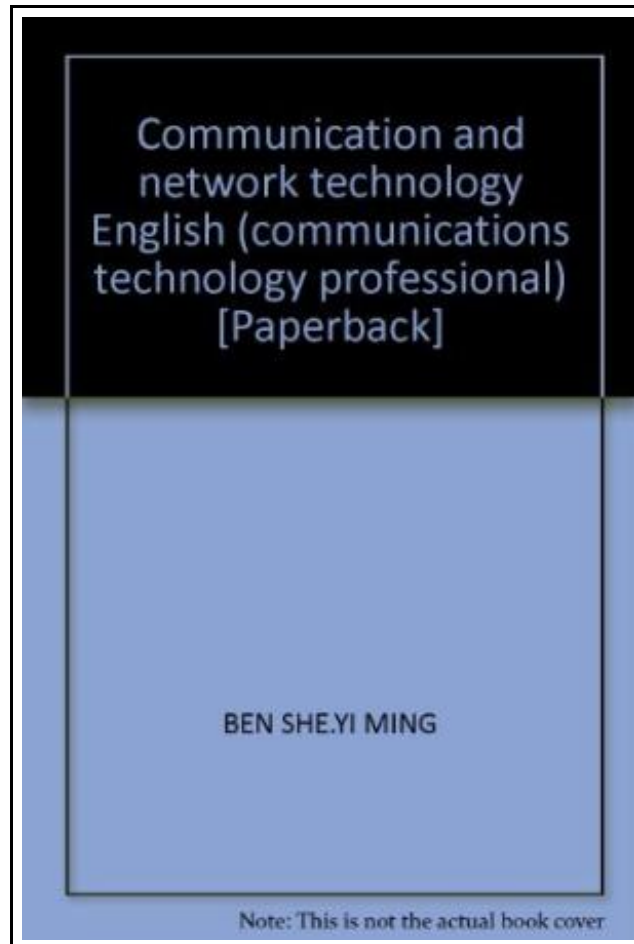 Communication and
network technology
English (communications
technology professional)
[Paperback]
BEN SHE.YI MING
Note: This is not the actual book cover